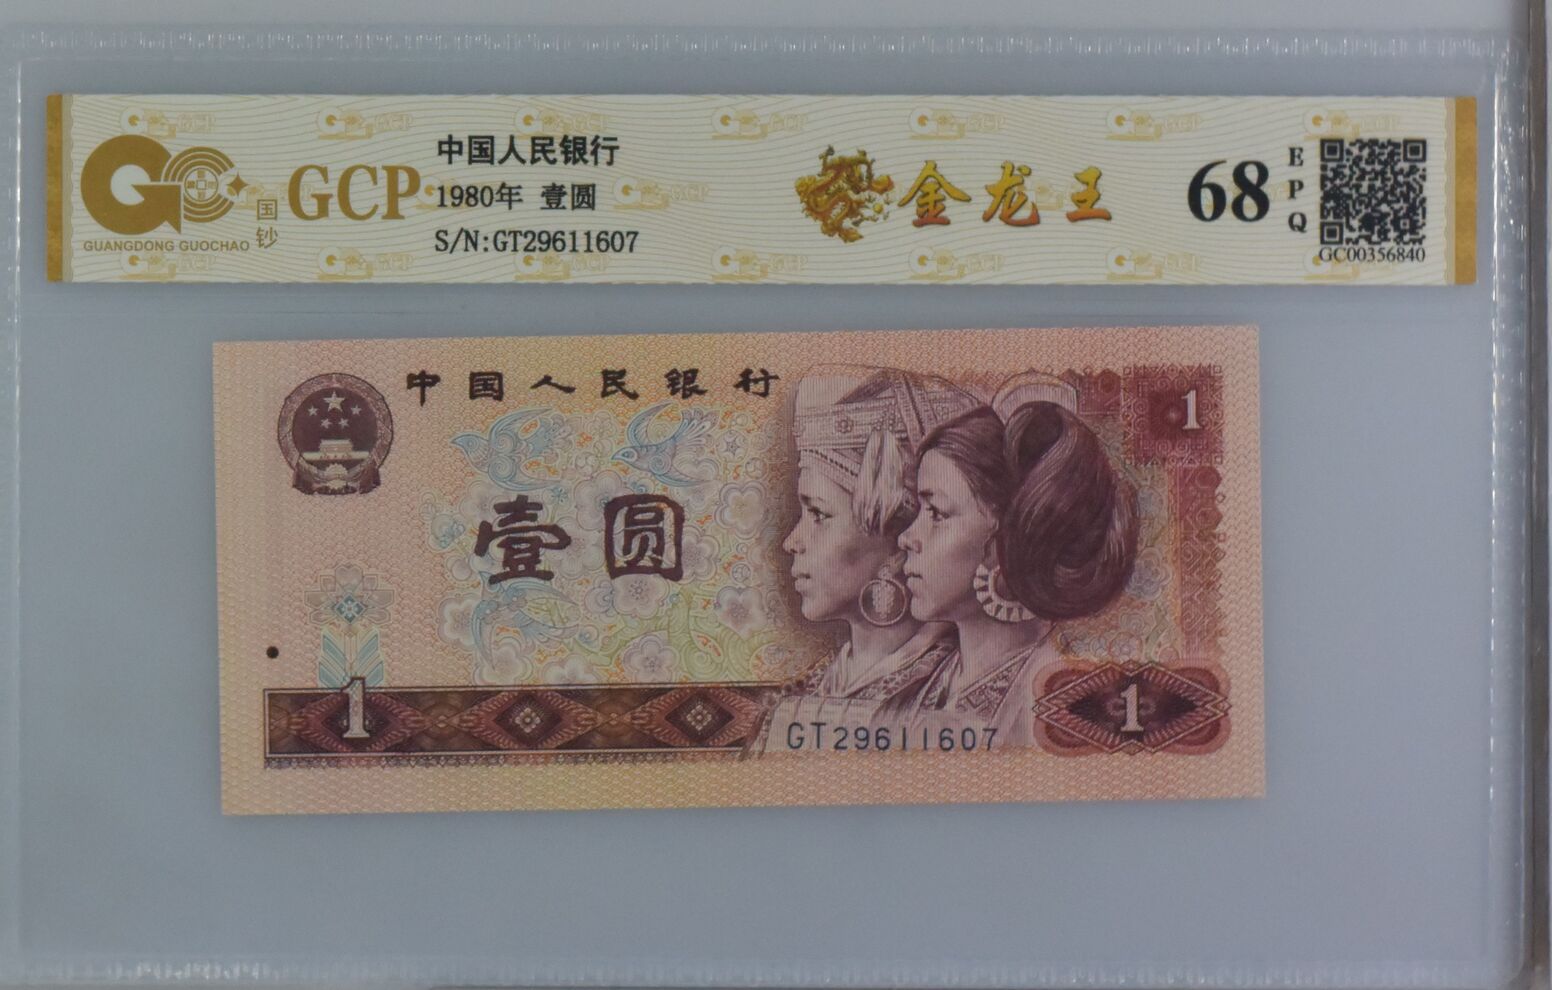 GUANGDONG GUOCHAO
国钞
GCP
中国人民银行
1980年 壹圆
S/N:GT29611607
金龙王
68
EPQ
GC00356840
中国人民银行
1
壹圆
1
1
GT29611607